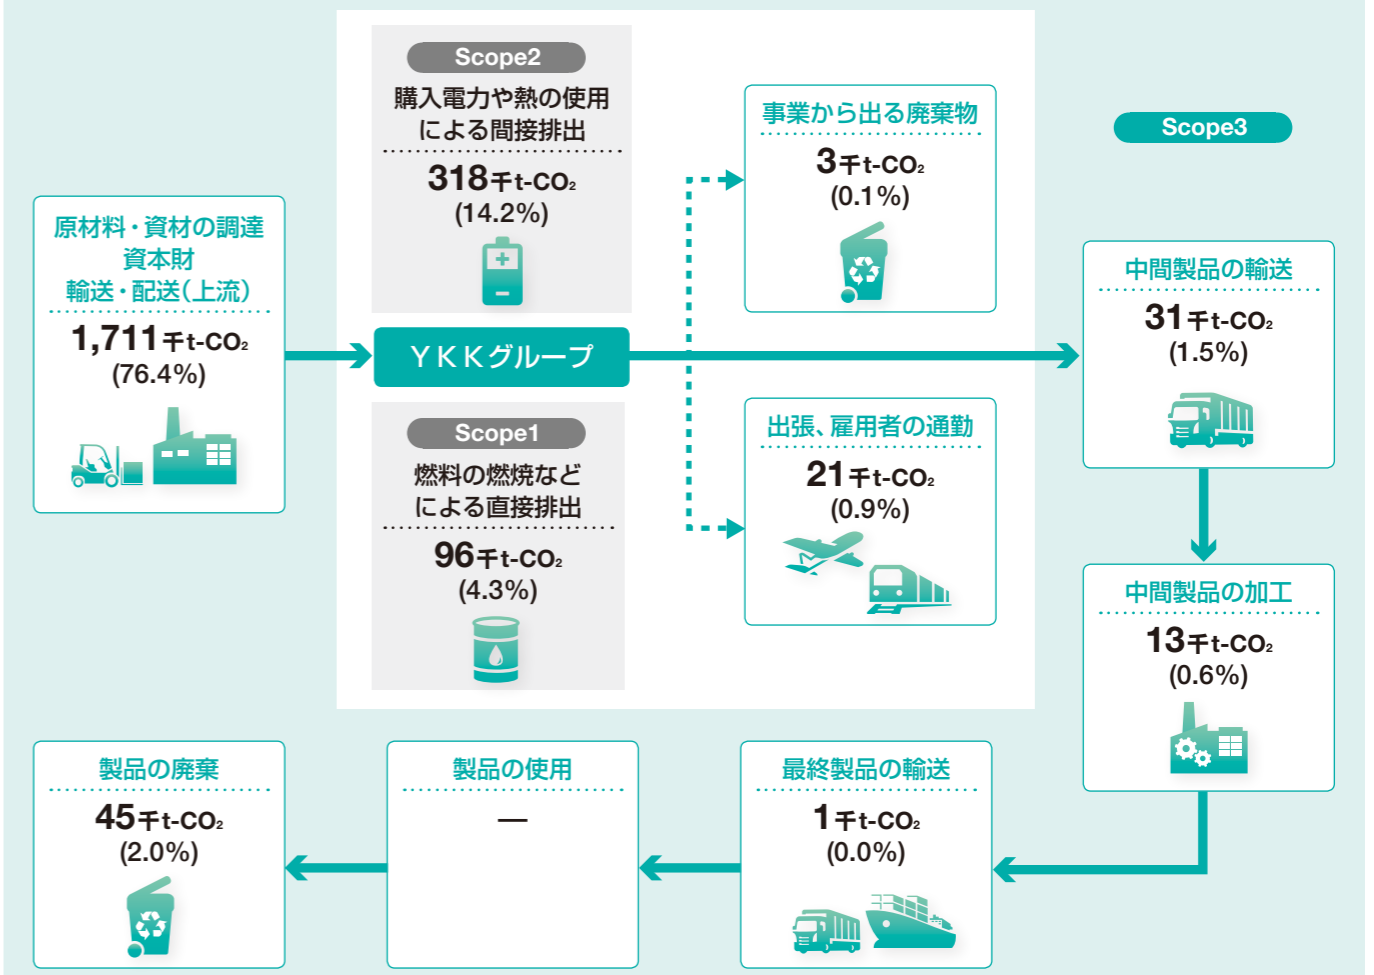 Scope2
購入電力や熱の使用
による間接排出
318千t-CO₂
(14.2%)
原材料・資材の調達
資本財
輸送・配送(上流)
1,711千t-CO₂
(76.4%)
YKKグループ
Scope1
燃料の燃焼など
による直接排出
96千t-CO₂
(4.3%)
事業から出る廃棄物
3千t-CO₂
(0.1%)
出張、雇用者の通勤
21千t-CO₂
(0.9%)
Scope3
中間製品の輸送
31千t-CO₂
(1.5%)
中間製品の加工
13千t-CO₂
(0.6%)
最終製品の輸送
1千t-CO₂
(0.0%)
製品の使用
—
製品の廃棄
45千t-CO₂
(2.0%)